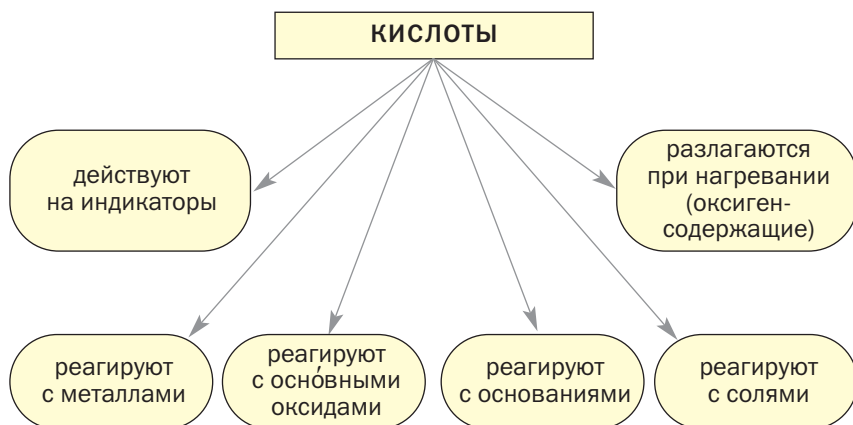 КИСЛОТЫ
действуют
на индикаторы
разлагаются
при нагревании
(оксиген-
содержащие)
реагируют
с металлами
реагируют
с осно́вными
оксидами
реагируют
с основаниями
реагируют
с солями